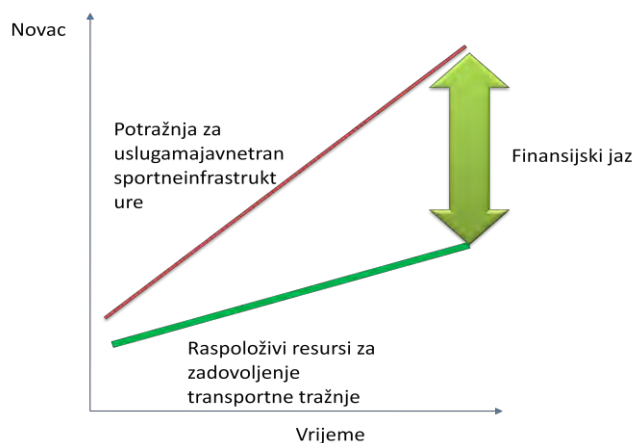 Novac
Potražnja za
uslugamajavnetran
sportneinfrastrukt
ure
Finansijski jaz
Raspoloživi resursi za
zadovoljenje
transportne tražnje
Vrijeme